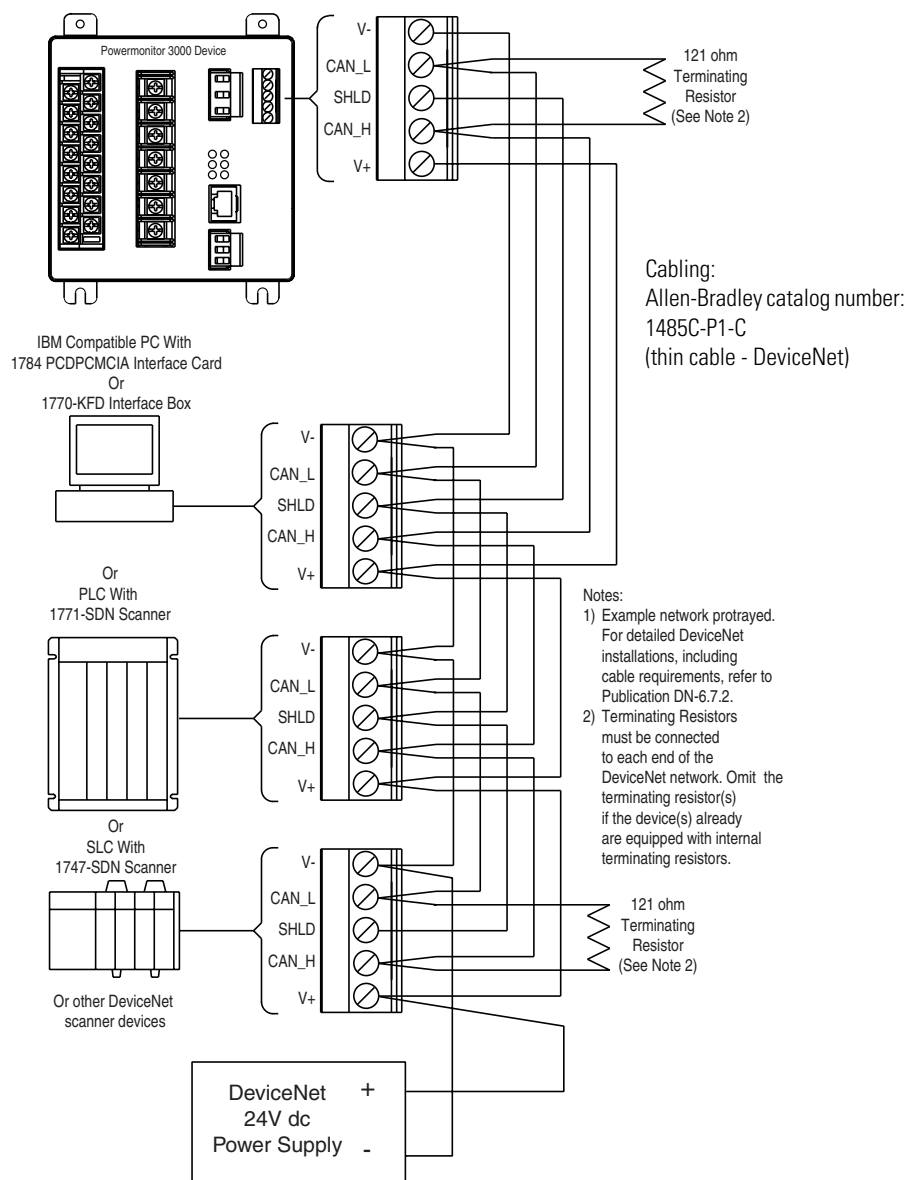 Powermonitor 3000 Device
V-
CAN_L
SHLD
CAN_H
V+
121 ohm
Terminating
Resistor
(See Note 2)
Cabling:
Allen-Bradley catalog number:
1485C-P1-C
(thin cable - DeviceNet)
IBM Compatible PC With
1784 PCDPCMCIA Interface Card
Or
1770-KFD Interface Box
V-
CAN_L
SHLD
CAN_H
V+
Or
PLC With
1771-SDN Scanner
V-
CAN_L
SHLD
CAN_H
V+
Notes:
1) Example network protrayed.
For detailed DeviceNet
installations, including
cable requirements, refer to
Publication DN-6.7.2.
2) Terminating Resistors
must be connected
to each end of the
DeviceNet network. Omit the
terminating resistor(s)
if the device(s) already
are equipped with internal
terminating resistors.
Or
SLC With
1747-SDN Scanner
V-
CAN_L
SHLD
CAN_H
V+
121 ohm
Terminating
Resistor
(See Note 2)
Or other DeviceNet
scanner devices
DeviceNet +
24V dc
Power Supply -